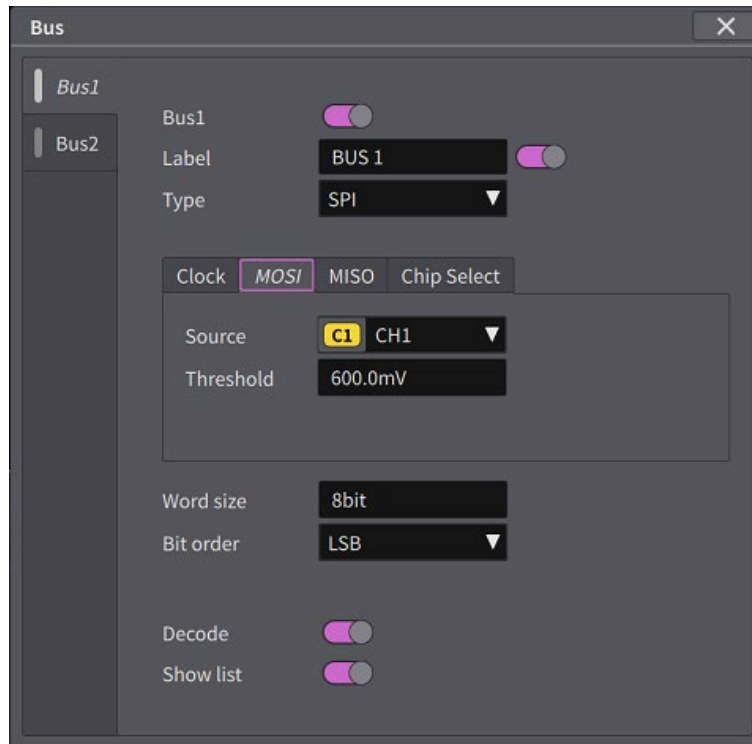 Bus
Bus1
Bus2
Bus1
Label BUS 1
Type SPI
Clock MOSI MISO Chip Select
Source C1 CH1
Threshold 600.0mV
Word size 8bit
Bit order LSB
Decode
Show list